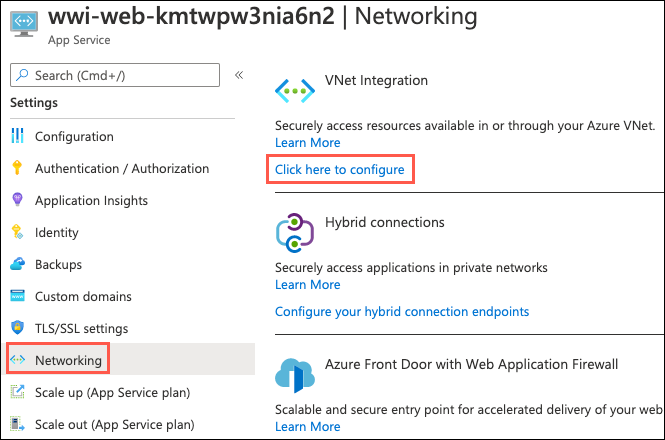 wwi-web-kmtwpw3nia6n2 | Networking
App Service
Search (Cmd+/)
«
Settings
Configuration
Authentication / Authorization
Application Insights
Identity
Backups
Custom domains
TLS/SSL settings
Networking
Scale up (App Service plan)
Scale out (App Service plan)
VNet Integration
Securely access resources available in or through your Azure VNet.
Learn More
Click here to configure
Hybrid connections
Securely access applications in private networks
Learn More
Configure your hybrid connection endpoints
Azure Front Door with Web Application Firewall
Scalable and secure entry point for accelerated delivery of your web